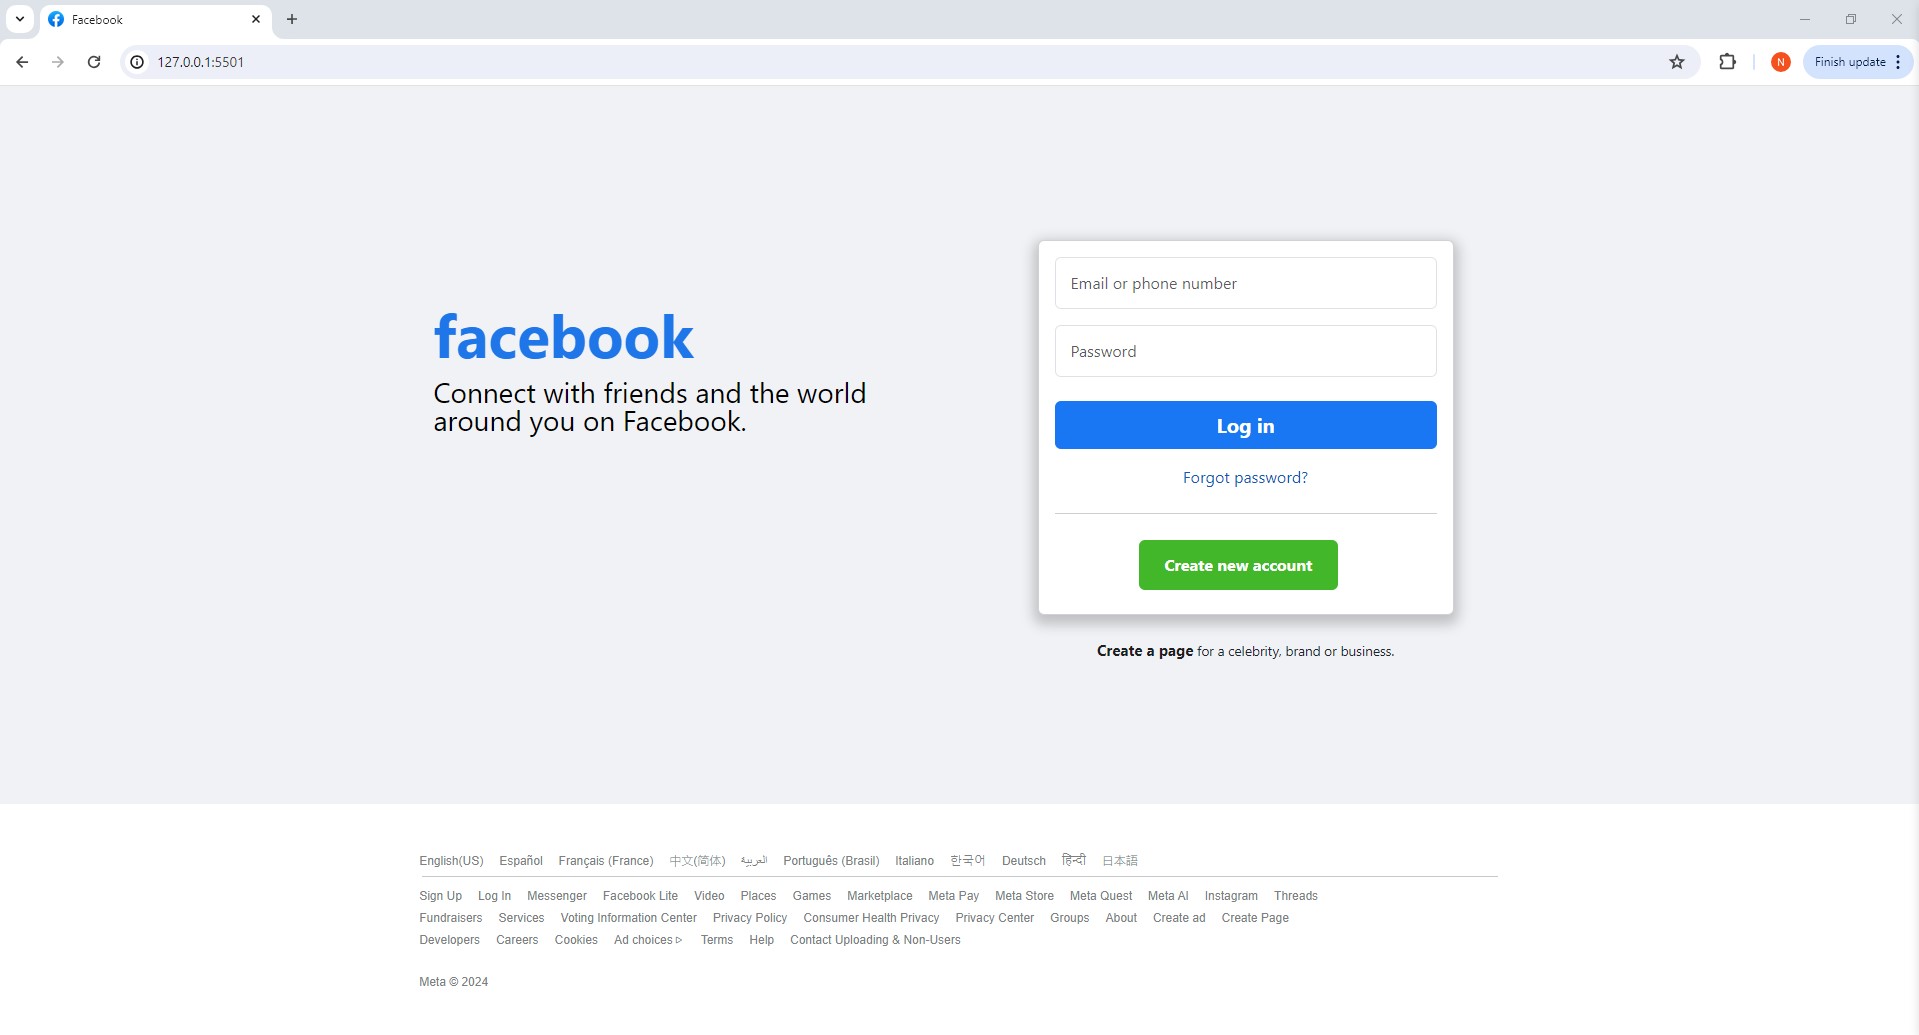 Facebook
127.0.0.1:5501
N
Finish update
facebook
Connect with friends and the world
around you on Facebook.
Email or phone number
Password
Log in
Forgot password?
Create new account
Create a page for a celebrity, brand or business.
English(US) Español Français (France) 中文(简体) العربية Português (Brasil) Italiano 한국어 Deutsch हिन्दी 日本語
Sign Up Log In Messenger Facebook Lite Video Places Games Marketplace Meta Pay Meta Store Meta Quest Meta AI Instagram Threads
Fundraisers Services Voting Information Center Privacy Policy Consumer Health Privacy Privacy Center Groups About Create ad Create Page
Developers Careers Cookies Ad choices Terms Help Contact Uploading & Non-Users
Meta © 2024